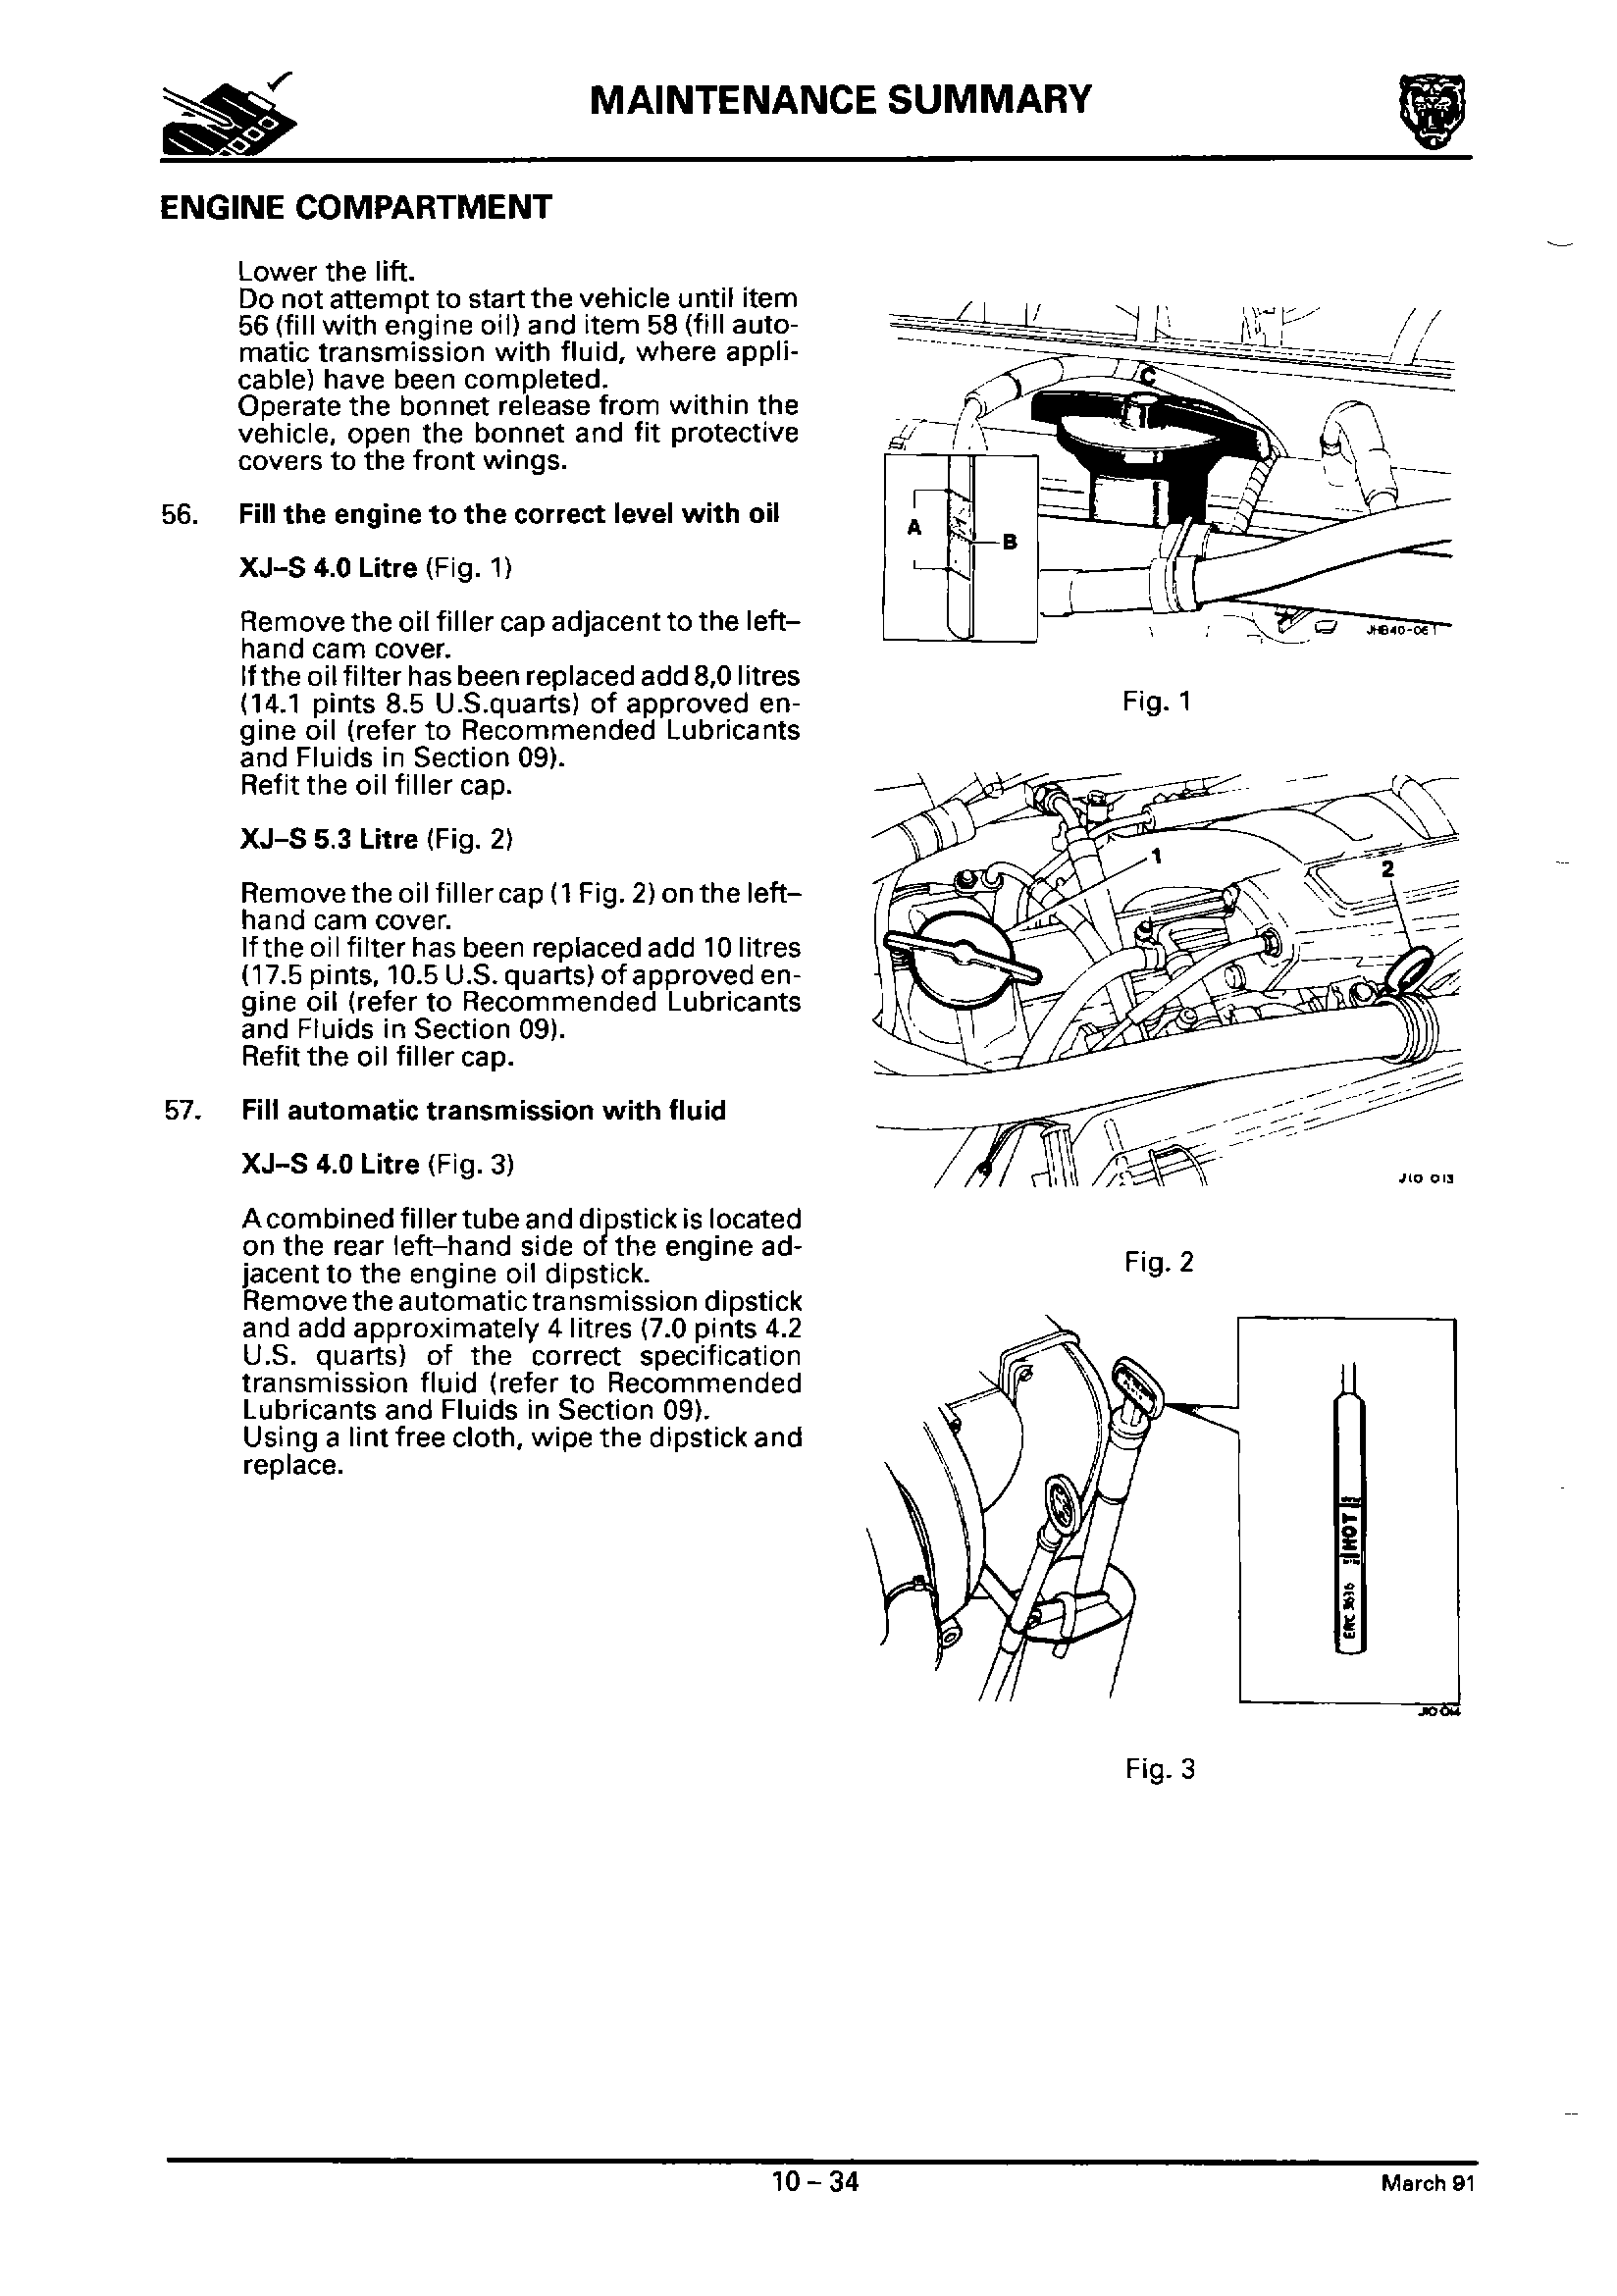 MAINTENANCE SUMMARY
ENGINE COMPARTMENT
Lower the lift.
Do not attempt to start the vehicle until item
56 (fill with engine oil) and item 58 (fill auto-
matic transmission with fluid, where appli-
cable) have been completed.
Operate the bonnet release from within the
vehicle, open the bonnet and fit protective
covers to the front wings.
56. Fill the engine to the correct level with oil
XJ-S 4.0 Litre (Fig. 1)
Remove the oil filler cap adjacent to the left-
hand cam cover.
If the oil filter has been replaced add 8,0 litres
(14.1 pints 8.5 U.S.quarts) of approved en-
gine oil (refer to Recommended Lubricants
and Fluids in Section 09).
Refit the oil filler cap.
XJ-S 5.3 Litre (Fig. 2)
Remove the oil filler cap (1 Fig. 2) on the left-
hand cam cover.
If the oil filter has been replaced add 10 litres
(17.5 pints, 10.5 U.S. quarts) of approved en-
gine oil (refer to Recommended Lubricants
and Fluids in Section 09).
Refit the oil filler cap.
57. Fill automatic transmission with fluid
XJ-S 4.0 Litre (Fig. 3)
A combined filler tube and dipstick is located
on the rear left-hand side of the engine ad-
jacent to the engine oil dipstick.
Remove the automatic transmission dipstick
and add approximately 4 litres (7.0 pints 4.2
U.S. quarts) of the correct specification
transmission fluid (refer to Recommended
Lubricants and Fluids in Section 09).
Using a lint free cloth, wipe the dipstick and
replace.
C
A
B
Fig. 1
1
2
J10 013
Fig. 2
HOT
ERC 3636
Fig. 3
10 - 34
March 91